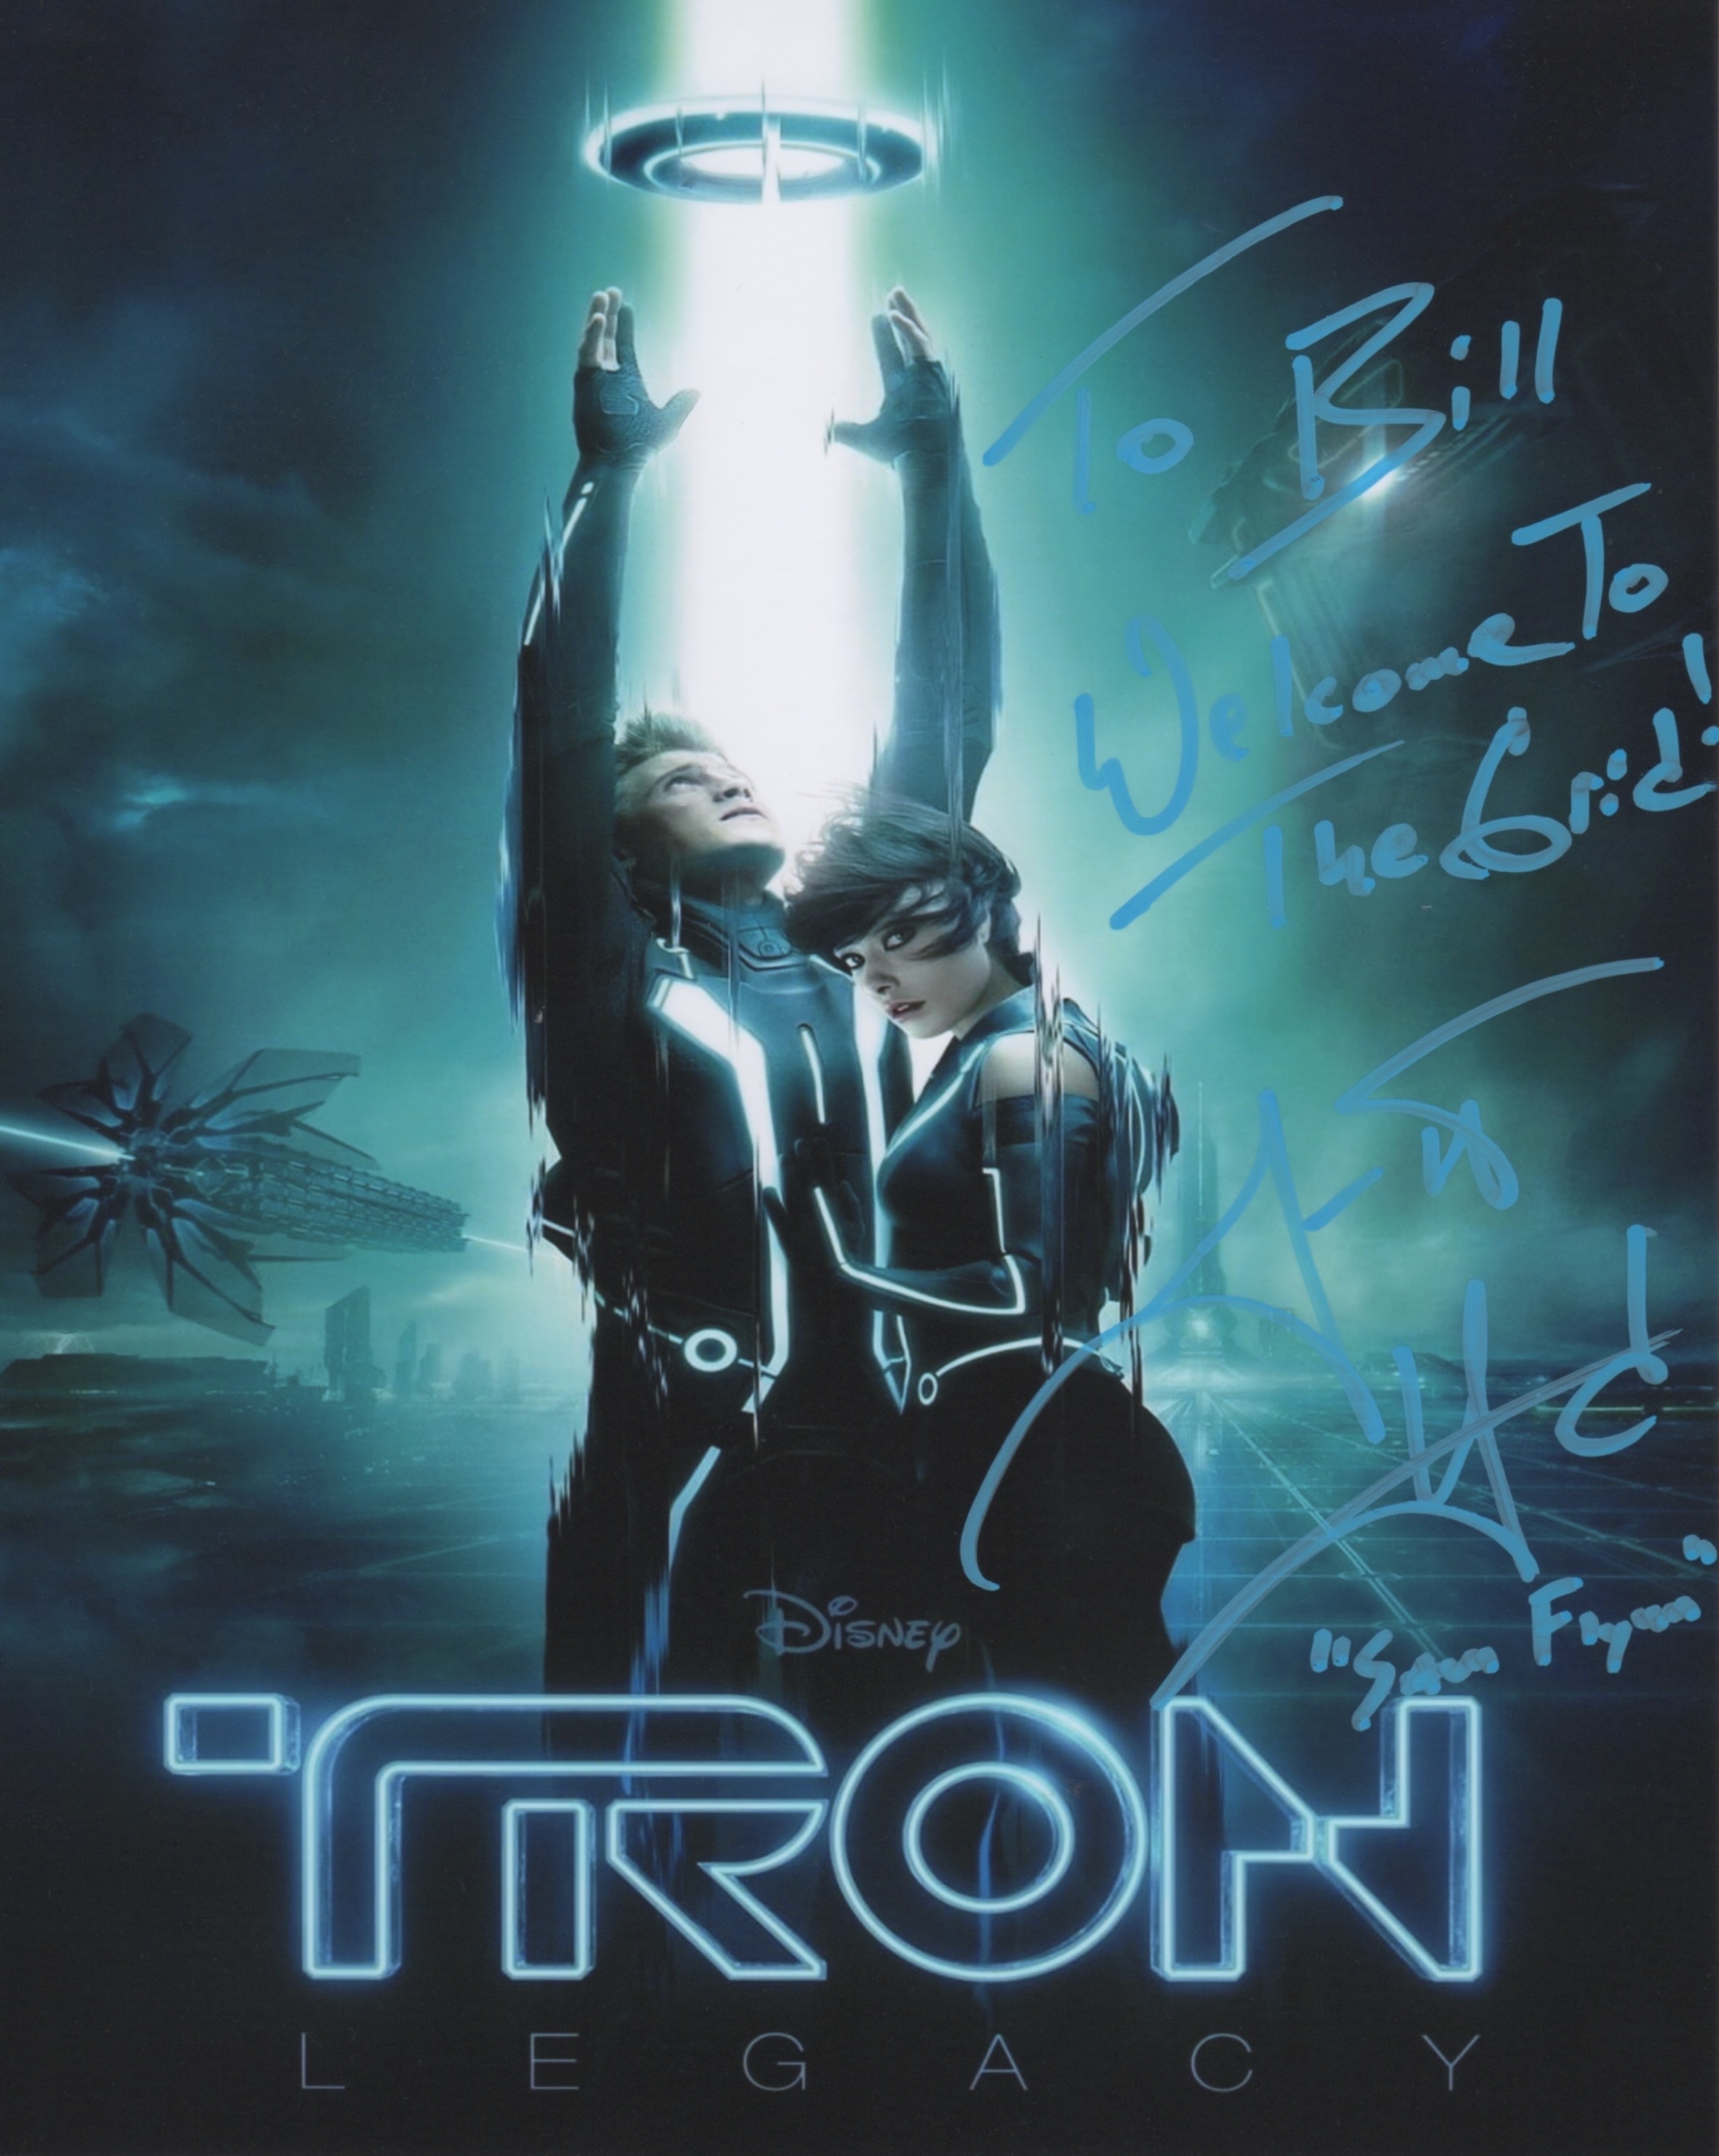 To Bill
Welcome To
The Grid!
"Sam Flynn"
Disney
TRON
LEGACY